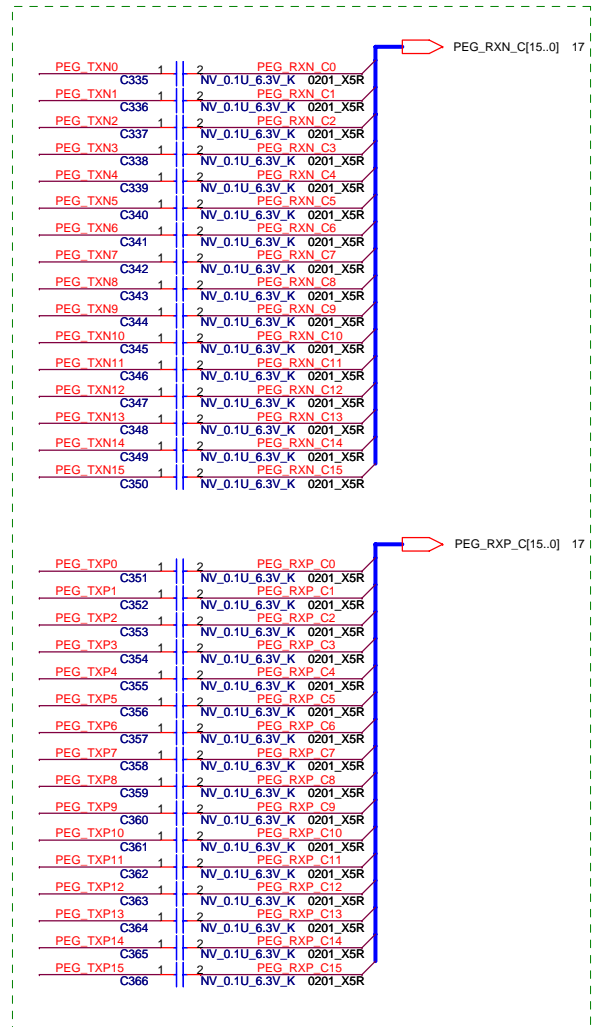 PEG_RXN_C[15..0] 17
PEG_TXN0 1 2 PEG_RXN_C0
C335 NV_0.1U_6.3V_K 0201_X5R
PEG_TXN1 1 2 PEG_RXN_C1
C336 NV_0.1U_6.3V_K 0201_X5R
PEG_TXN2 1 2 PEG_RXN_C2
C337 NV_0.1U_6.3V_K 0201_X5R
PEG_TXN3 1 2 PEG_RXN_C3
C338 NV_0.1U_6.3V_K 0201_X5R
PEG_TXN4 1 2 PEG_RXN_C4
C339 NV_0.1U_6.3V_K 0201_X5R
PEG_TXN5 1 2 PEG_RXN_C5
C340 NV_0.1U_6.3V_K 0201_X5R
PEG_TXN6 1 2 PEG_RXN_C6
C341 NV_0.1U_6.3V_K 0201_X5R
PEG_TXN7 1 2 PEG_RXN_C7
C342 NV_0.1U_6.3V_K 0201_X5R
PEG_TXN8 1 2 PEG_RXN_C8
C343 NV_0.1U_6.3V_K 0201_X5R
PEG_TXN9 1 2 PEG_RXN_C9
C344 NV_0.1U_6.3V_K 0201_X5R
PEG_TXN10 1 2 PEG_RXN_C10
C345 NV_0.1U_6.3V_K 0201_X5R
PEG_TXN11 1 2 PEG_RXN_C11
C346 NV_0.1U_6.3V_K 0201_X5R
PEG_TXN12 1 2 PEG_RXN_C12
C347 NV_0.1U_6.3V_K 0201_X5R
PEG_TXN13 1 2 PEG_RXN_C13
C348 NV_0.1U_6.3V_K 0201_X5R
PEG_TXN14 1 2 PEG_RXN_C14
C349 NV_0.1U_6.3V_K 0201_X5R
PEG_TXN15 1 2 PEG_RXN_C15
C350 NV_0.1U_6.3V_K 0201_X5R
PEG_RXP_C[15..0] 17
PEG_TXP0 1 2 PEG_RXP_C0
C351 NV_0.1U_6.3V_K 0201_X5R
PEG_TXP1 1 2 PEG_RXP_C1
C352 NV_0.1U_6.3V_K 0201_X5R
PEG_TXP2 1 2 PEG_RXP_C2
C353 NV_0.1U_6.3V_K 0201_X5R
PEG_TXP3 1 2 PEG_RXP_C3
C354 NV_0.1U_6.3V_K 0201_X5R
PEG_TXP4 1 2 PEG_RXP_C4
C355 NV_0.1U_6.3V_K 0201_X5R
PEG_TXP5 1 2 PEG_RXP_C5
C356 NV_0.1U_6.3V_K 0201_X5R
PEG_TXP6 1 2 PEG_RXP_C6
C357 NV_0.1U_6.3V_K 0201_X5R
PEG_TXP7 1 2 PEG_RXP_C7
C358 NV_0.1U_6.3V_K 0201_X5R
PEG_TXP8 1 2 PEG_RXP_C8
C359 NV_0.1U_6.3V_K 0201_X5R
PEG_TXP9 1 2 PEG_RXP_C9
C360 NV_0.1U_6.3V_K 0201_X5R
PEG_TXP10 1 2 PEG_RXP_C10
C361 NV_0.1U_6.3V_K 0201_X5R
PEG_TXP11 1 2 PEG_RXP_C11
C362 NV_0.1U_6.3V_K 0201_X5R
PEG_TXP12 1 2 PEG_RXP_C12
C363 NV_0.1U_6.3V_K 0201_X5R
PEG_TXP13 1 2 PEG_RXP_C13
C364 NV_0.1U_6.3V_K 0201_X5R
PEG_TXP14 1 2 PEG_RXP_C14
C365 NV_0.1U_6.3V_K 0201_X5R
PEG_TXP15 1 2 PEG_RXP_C15
C366 NV_0.1U_6.3V_K 0201_X5R